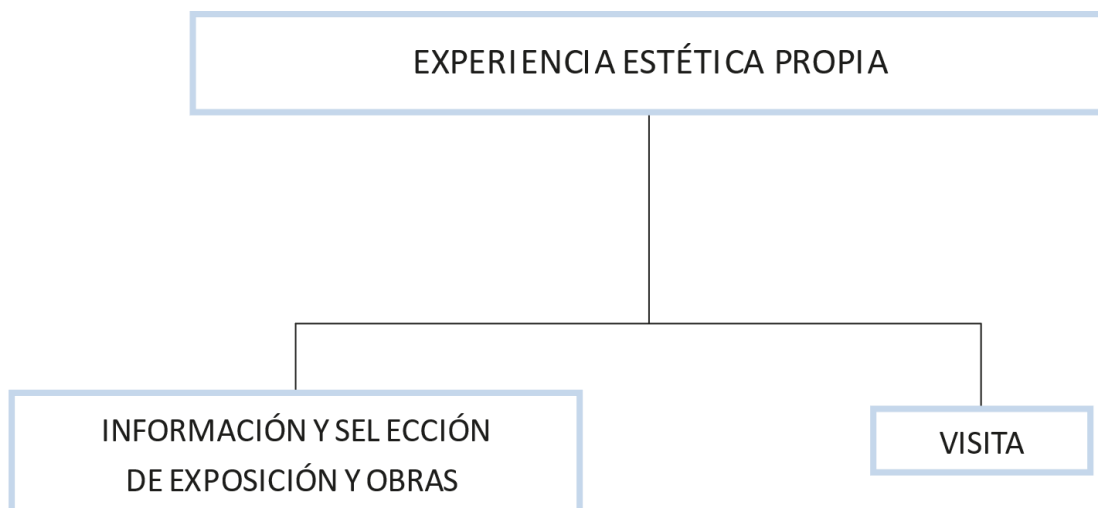 EXPERIENCIA ESTÉTICA PROPIA
INFORMACIÓN Y SELECCIÓN
DE EXPOSICIÓN Y OBRAS
VISITA